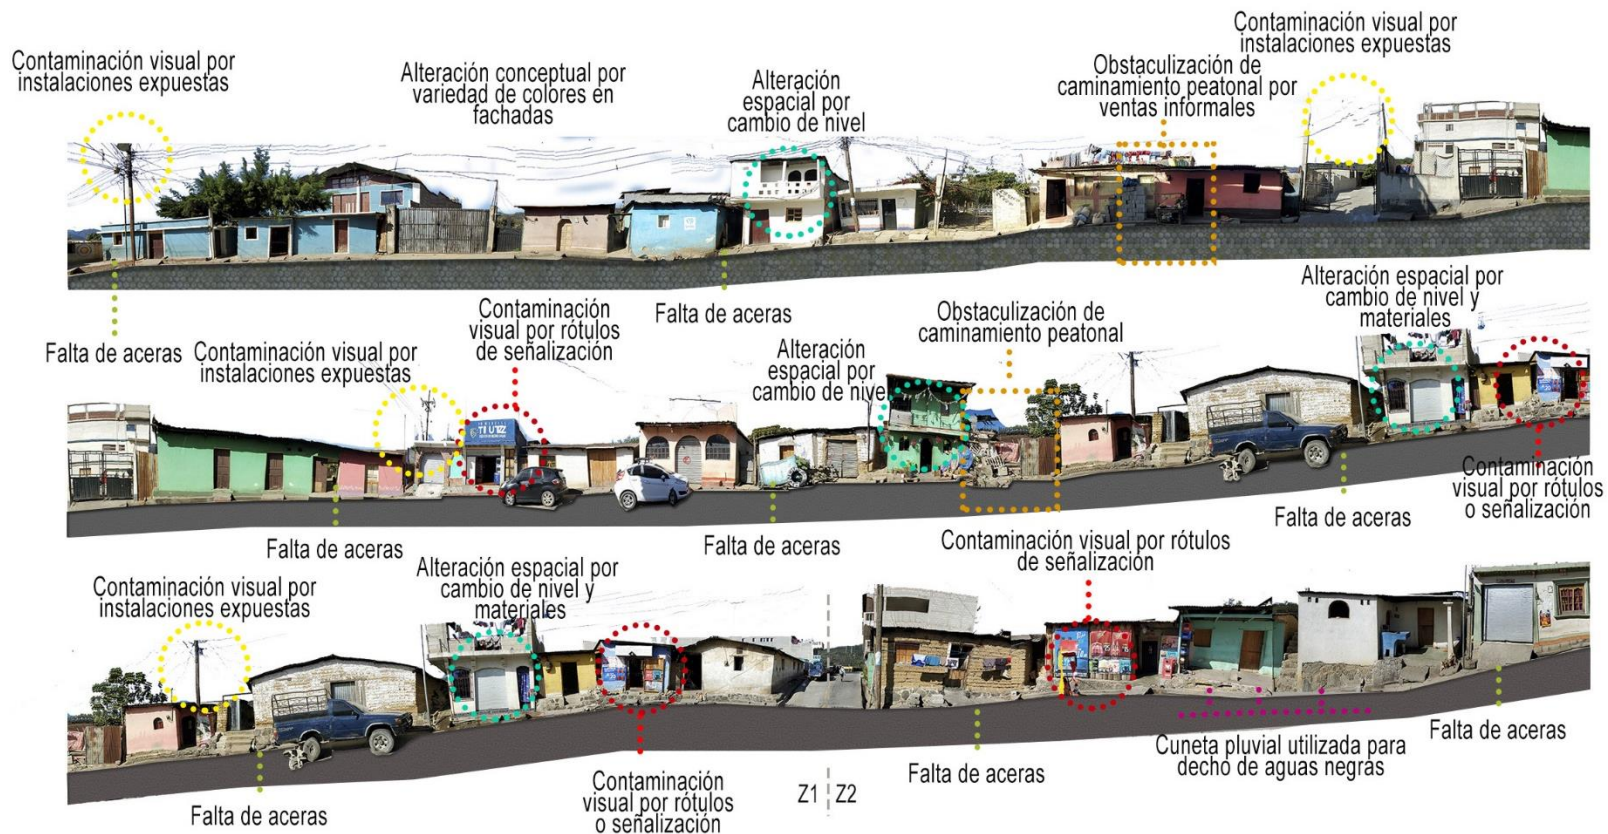 Contaminación visual por
instalaciones expuestas
Alteración conceptual por
variedad de colores en
fachadas
Alteración
espacial por
cambio de nivel
Obstaculización de
caminamiento peatonal por
ventas informales
Contaminación visual por
instalaciones expuestas
Falta de aceras
Falta de aceras
Contaminación visual por
instalaciones expuestas
Contaminación
visual por rótulos
de señalización
Alteración
espacial por
cambio de nivel
Obstaculización de
caminamiento peatonal
Alteración espacial por
cambio de nivel y
materiales
Falta de aceras
Falta de aceras
Falta de aceras
Contaminación
visual por rótulos
o señalización
Contaminación visual por
instalaciones expuestas
Alteración espacial por
cambio de nivel y
materiales
Contaminación visual por rótulos
de señalización
Falta de aceras
Contaminación
visual por rótulos
o señalización
Z1 Z2
Falta de aceras
Cuneta pluvial utilizada para
decho de aguas negras
Falta de aceras